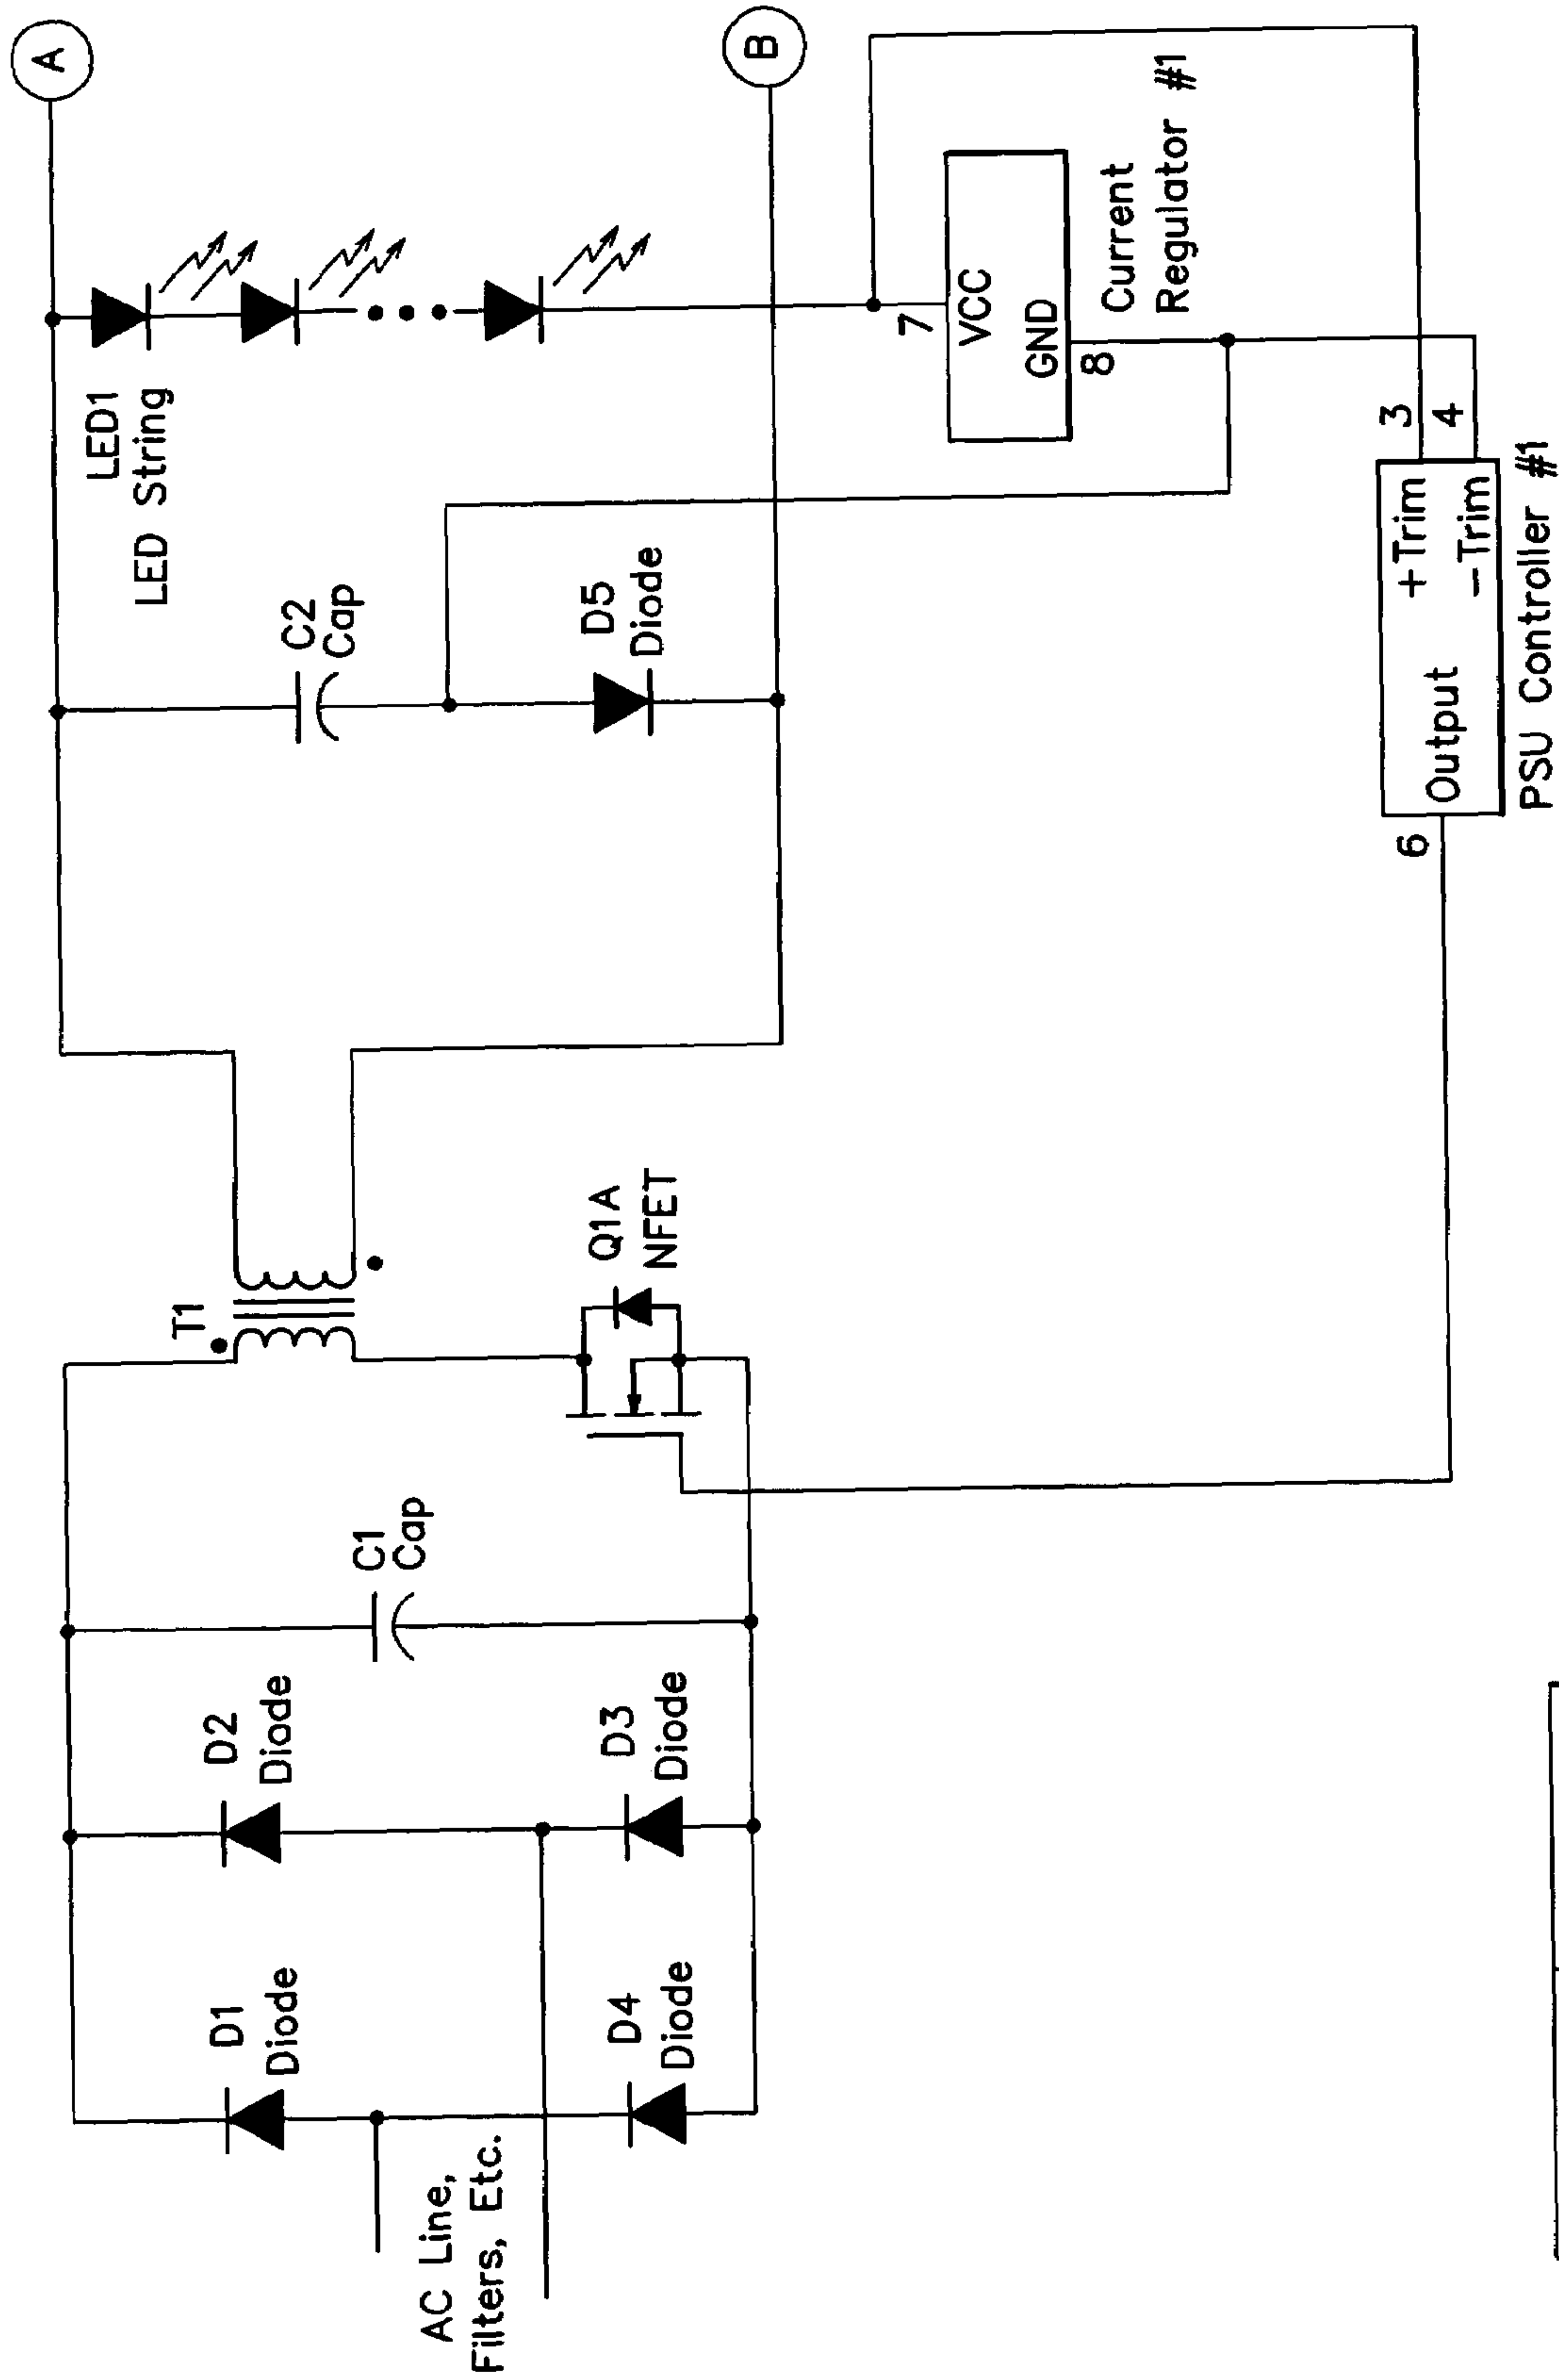 A
B
LED1
LED String
C2
Cap
D5
Diode
7
VCC
GND
8
Current
Regulator #1
3
4
+Trim
-Trim
Output
6
PSU Controller #1
T1
Q1A
NFET
C1
Cap
D2
Diode
D3
Diode
D1
Diode
D4
Diode
AC Line,
Filters, Etc.